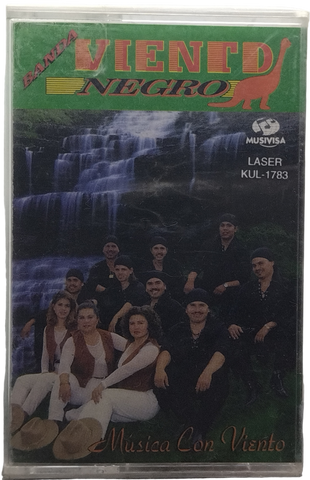 BANDA
VIENTO
NEGRO
MUSIVISA
LASER
KUL-1783
Música Con Viento